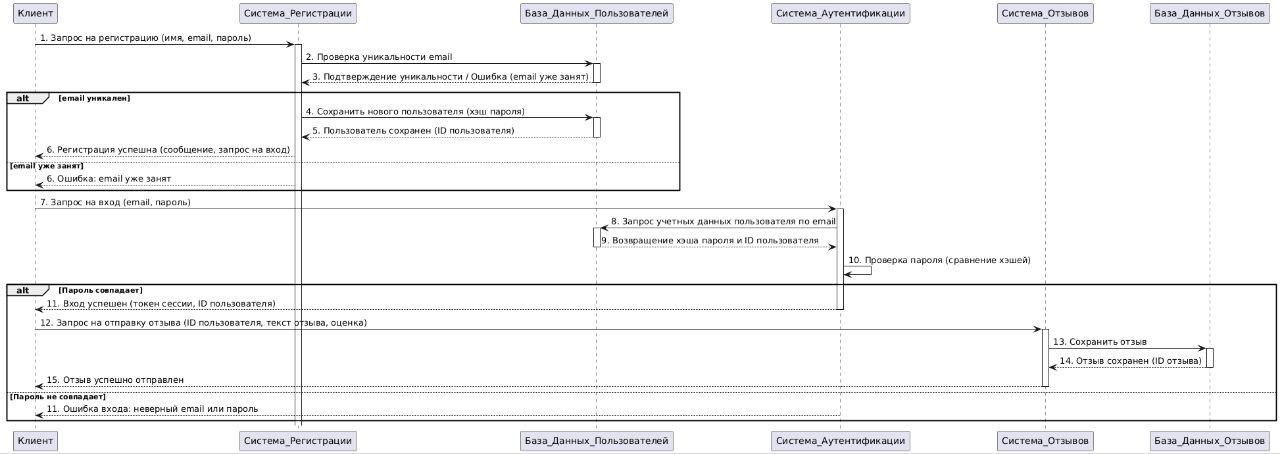 Клиент
Система_Регистрации
База_Данных_Пользователей
Система_Аутентификации
Система_Отзывов
База_Данных_Отзывов
1. Запрос на регистрацию (имя, email, пароль)
2. Проверка уникальности email
3. Подтверждение уникальности / Ошибка (email уже занят)
alt [email уникален]
4. Сохранить нового пользователя (хэш пароля)
5. Пользователь сохранен (ID пользователя)
6. Регистрация успешна (сообщение, запрос на вход)
[email уже занят]
6. Ошибка: email уже занят
7. Запрос на вход (email, пароль)
8. Запрос учетных данных пользователя по email
9. Возвращение хэша пароля и ID пользователя
10. Проверка пароля (сравнение хэшей)
alt [Пароль совпадает]
11. Вход успешен (токен сессии, ID пользователя)
12. Запрос на отправку отзыва (ID пользователя, текст отзыва, оценка)
13. Сохранить отзыв
14. Отзыв сохранен (ID отзыва)
15. Отзыв успешно отправлен
[Пароль не совпадает]
11. Ошибка входа: неверный email или пароль
Клиент
Система_Регистрации
База_Данных_Пользователей
Система_Аутентификации
Система_Отзывов
База_Данных_Отзывов